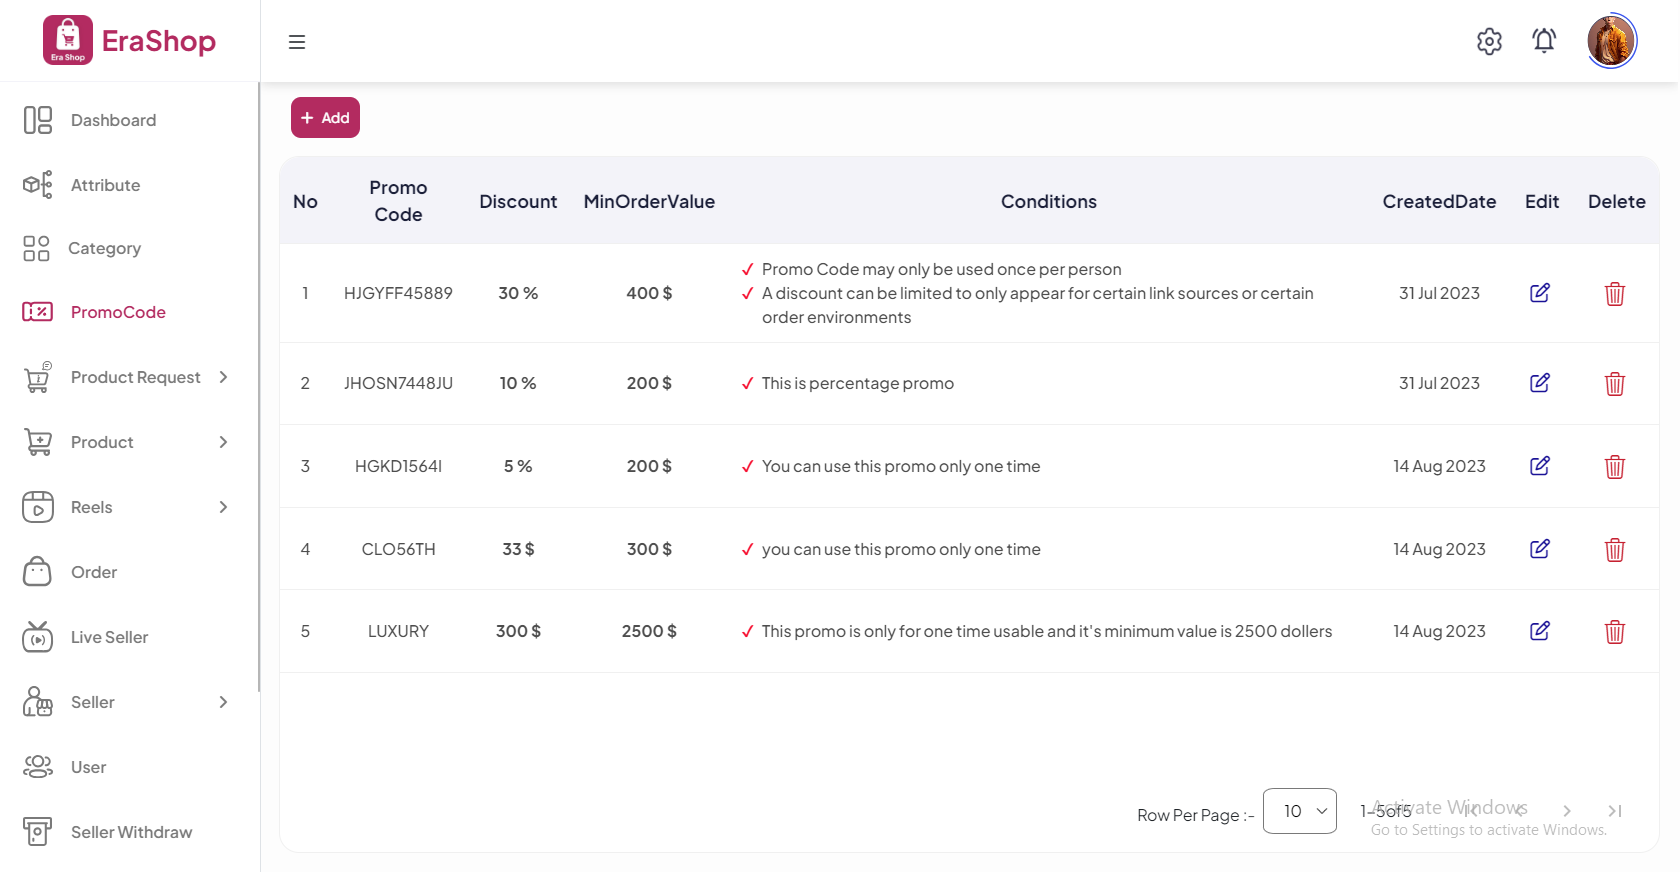 Era Shop
EraShop
Dashboard
Attribute
Category
PromoCode
Product Request
Product
Reels
Order
Live Seller
Seller
User
Seller Withdraw
+ Add
No Promo Code Discount MinOrderValue Conditions CreatedDate Edit Delete
1 HJGYFF45889 30 % 400 $ ✓ Promo Code may only be used once per person
✓ A discount can be limited to only appear for certain link sources or certain
order environments 31 Jul 2023
2 JHOSN7448JU 10 % 200 $ ✓ This is percentage promo 31 Jul 2023
3 HGKD1564I 5 % 200 $ ✓ You can use this promo only one time 14 Aug 2023
4 CLO56TH 33 $ 300 $ ✓ you can use this promo only one time 14 Aug 2023
5 LUXURY 300 $ 2500 $ ✓ This promo is only for one time usable and it's minimum value is 2500 dollers 14 Aug 2023
Row Per Page :- 10 1–5of5
Activate Windows
Go to Settings to activate Windows.